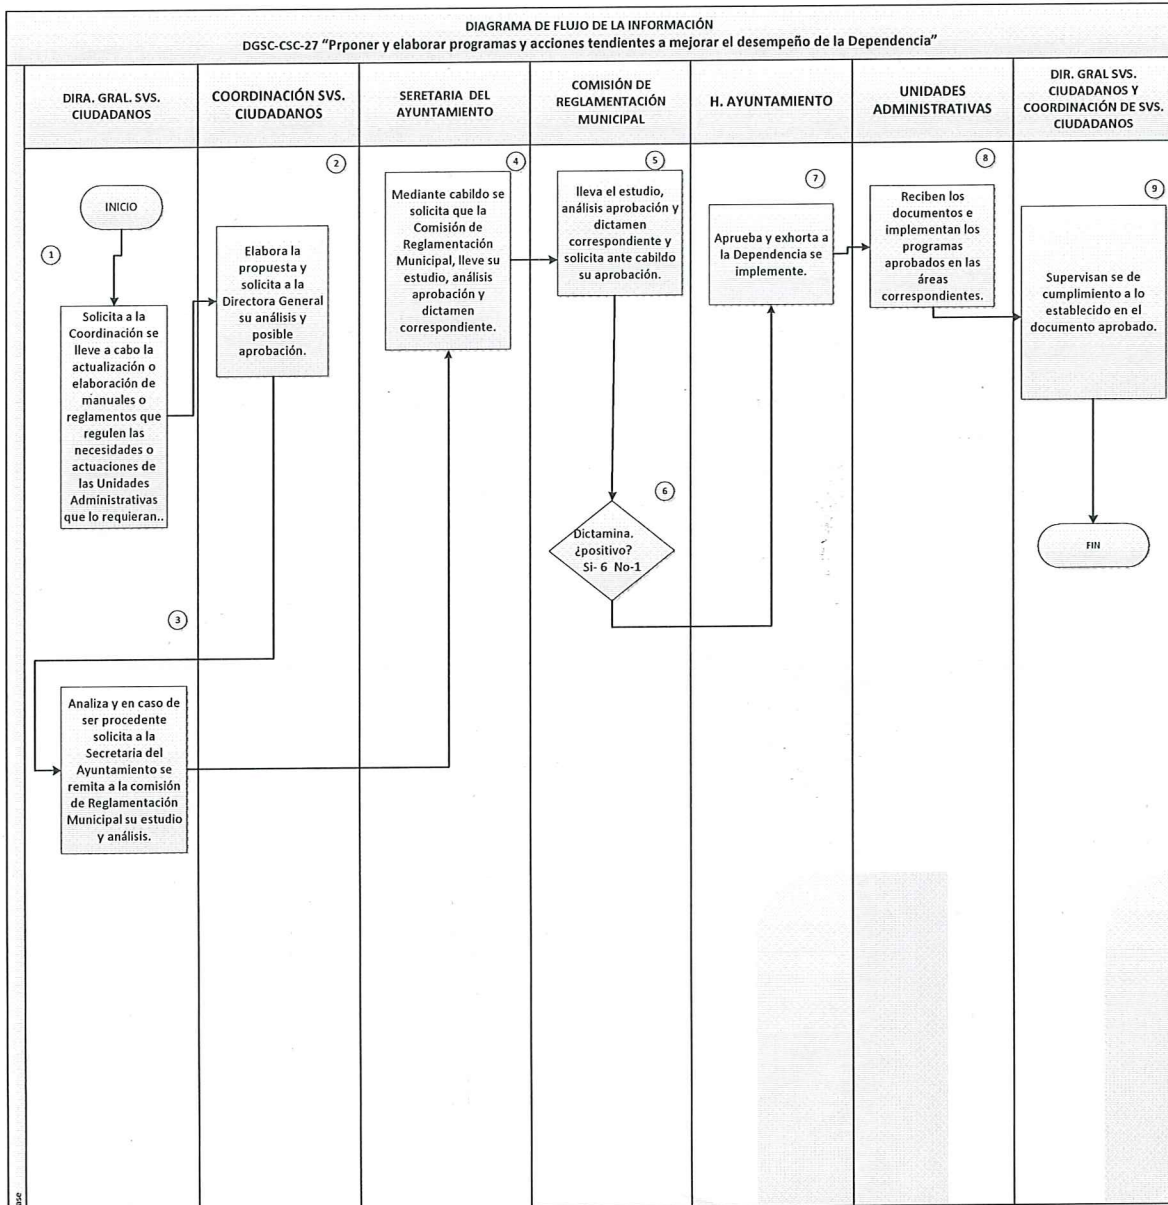 DIAGRAMA DE FLUJO DE LA INFORMACIÓN
DGSC-CSC-27 “Prponer y elaborar programas y acciones tendientes a mejorar el desempeño de la Dependencia”
DIRA. GRAL. SVS.
CIUDADANOS
COORDINACIÓN SVS.
CIUDADANOS
SERETARIA DEL
AYUNTAMIENTO
COMISIÓN DE
REGLAMENTACIÓN
MUNICIPAL
H. AYUNTAMIENTO
UNIDADES
ADMINISTRATIVAS
DIR. GRAL SVS.
CIUDADANOS Y
COORDINACIÓN DE SVS.
CIUDADANOS
INICIO
1
Solicita a la
Coordinación se
lleve a cabo la
actualización o
elaboración de
manuales o
reglamentos que
regulen las
necesidades o
actuaciones de
las Unidades
Administrativas
que lo requieran..
2
Elabora la
propuesta y
solicita a la
Directora General
su análisis y
posible
aprobación.
3
Analiza y en caso de
ser procedente
solicita a la
Secretaria del
Ayuntamiento se
remita a la comisión
de Reglamentación
Municipal su estudio
y análisis.
4
Mediante cabildo se
solicita que la
Comisión de
Reglamentación
Municipal, lleve su
estudio, análisis
aprobación y
dictamen
correspondiente.
5
lleva el estudio,
análisis aprobación y
dictamen
correspondiente y
solicita ante cabildo
su aprobación.
6
Dictamina.
¿positivo?
Si- 6 No-1
7
Aprueba y exhorta a
la Dependencia se
implemente.
8
Reciben los
documentos e
implementan los
programas
aprobados en las
áreas
correspondientes.
9
Supervisan se de
cumplimiento a lo
establecido en el
documento aprobado.
FIN
ase